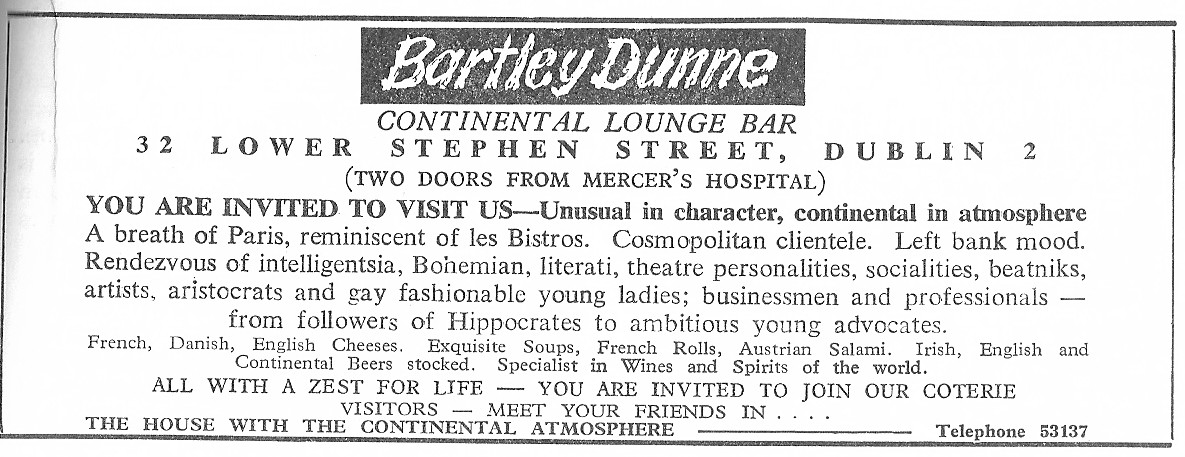 Bartley Dunne
CONTINENTAL LOUNGE BAR
32 LOWER STEPHEN STREET, DUBLIN 2
(TWO DOORS FROM MERCER'S HOSPITAL)
YOU ARE INVITED TO VISIT US—Unusual in character, continental in atmosphere
A breath of Paris, reminiscent of les Bistros. Cosmopolitan clientele. Left bank mood.
Rendezvous of intelligentsia, Bohemian, literati, theatre personalities, socialities, beatniks,
artists, aristocrats and gay fashionable young ladies; businessmen and professionals —
from followers of Hippocrates to ambitious young advocates.
French, Danish, English Cheeses. Exquisite Soups, French Rolls, Austrian Salami. Irish, English and
Continental Beers stocked. Specialist in Wines and Spirits of the world.
ALL WITH A ZEST FOR LIFE — YOU ARE INVITED TO JOIN OUR COTERIE
VISITORS — MEET YOUR FRIENDS IN . . . .
THE HOUSE WITH THE CONTINENTAL ATMOSPHERE ———— Telephone 53137